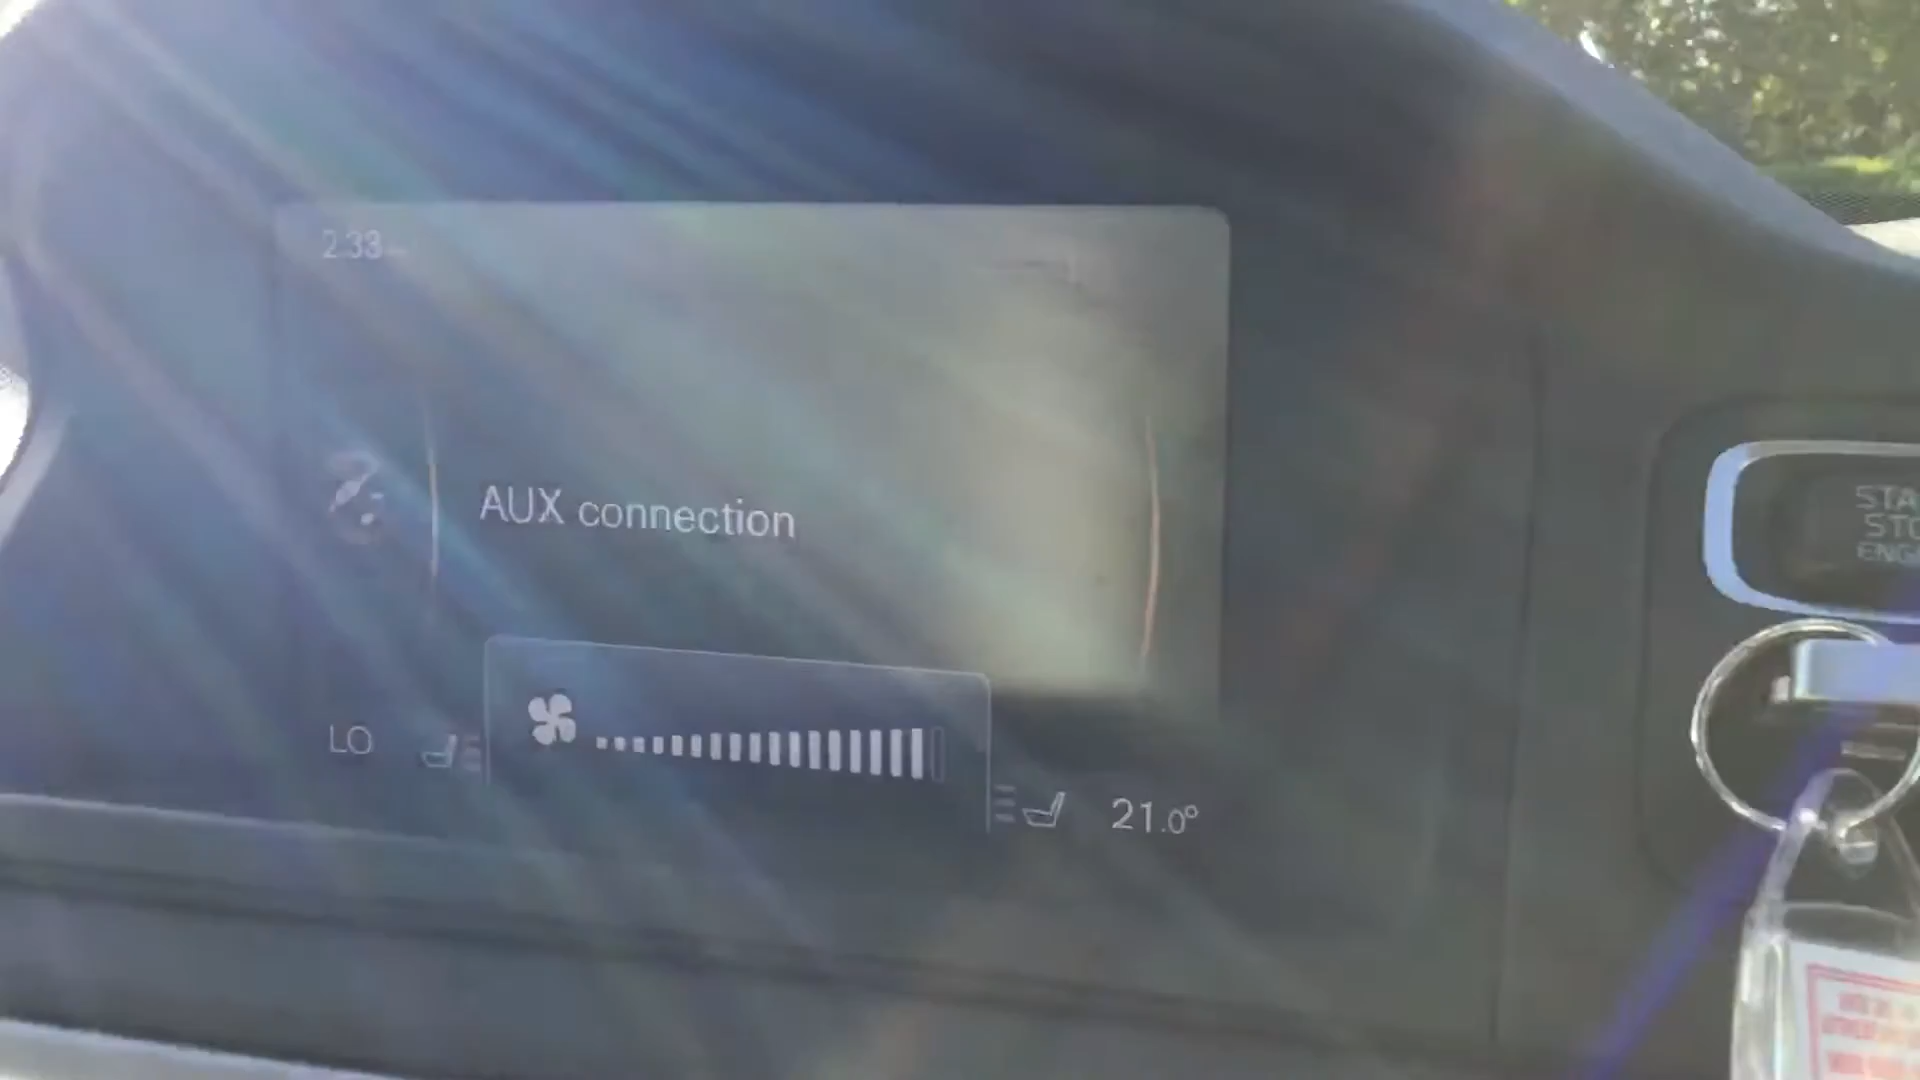 2.33
AUX connection
LO
21.0°
STA
STO
ENG